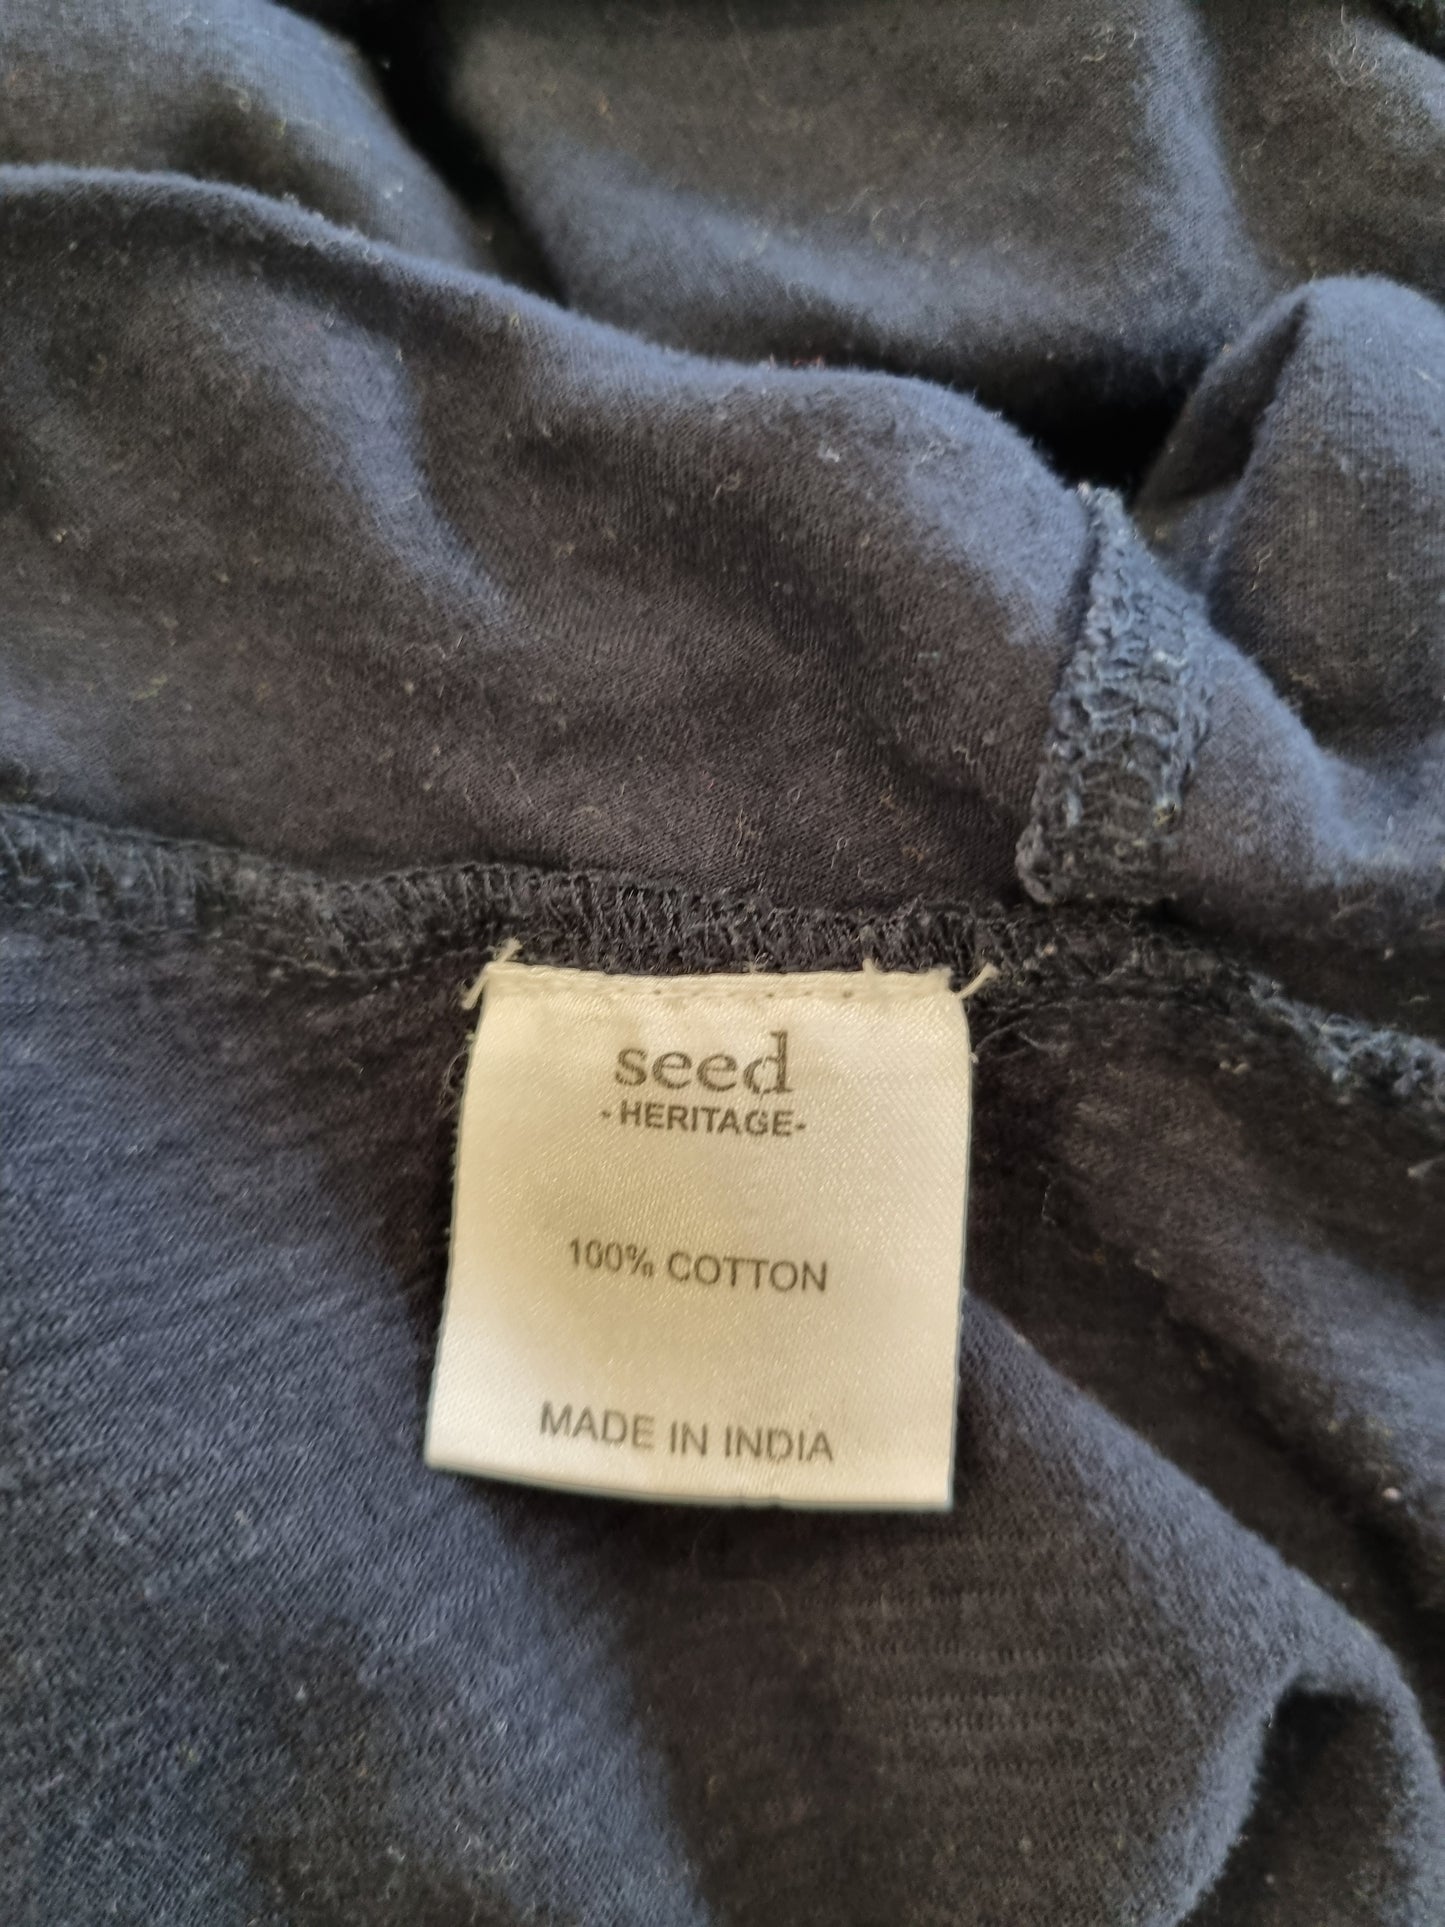 seed
-HERITAGE-
100% COTTON
MADE IN INDIA